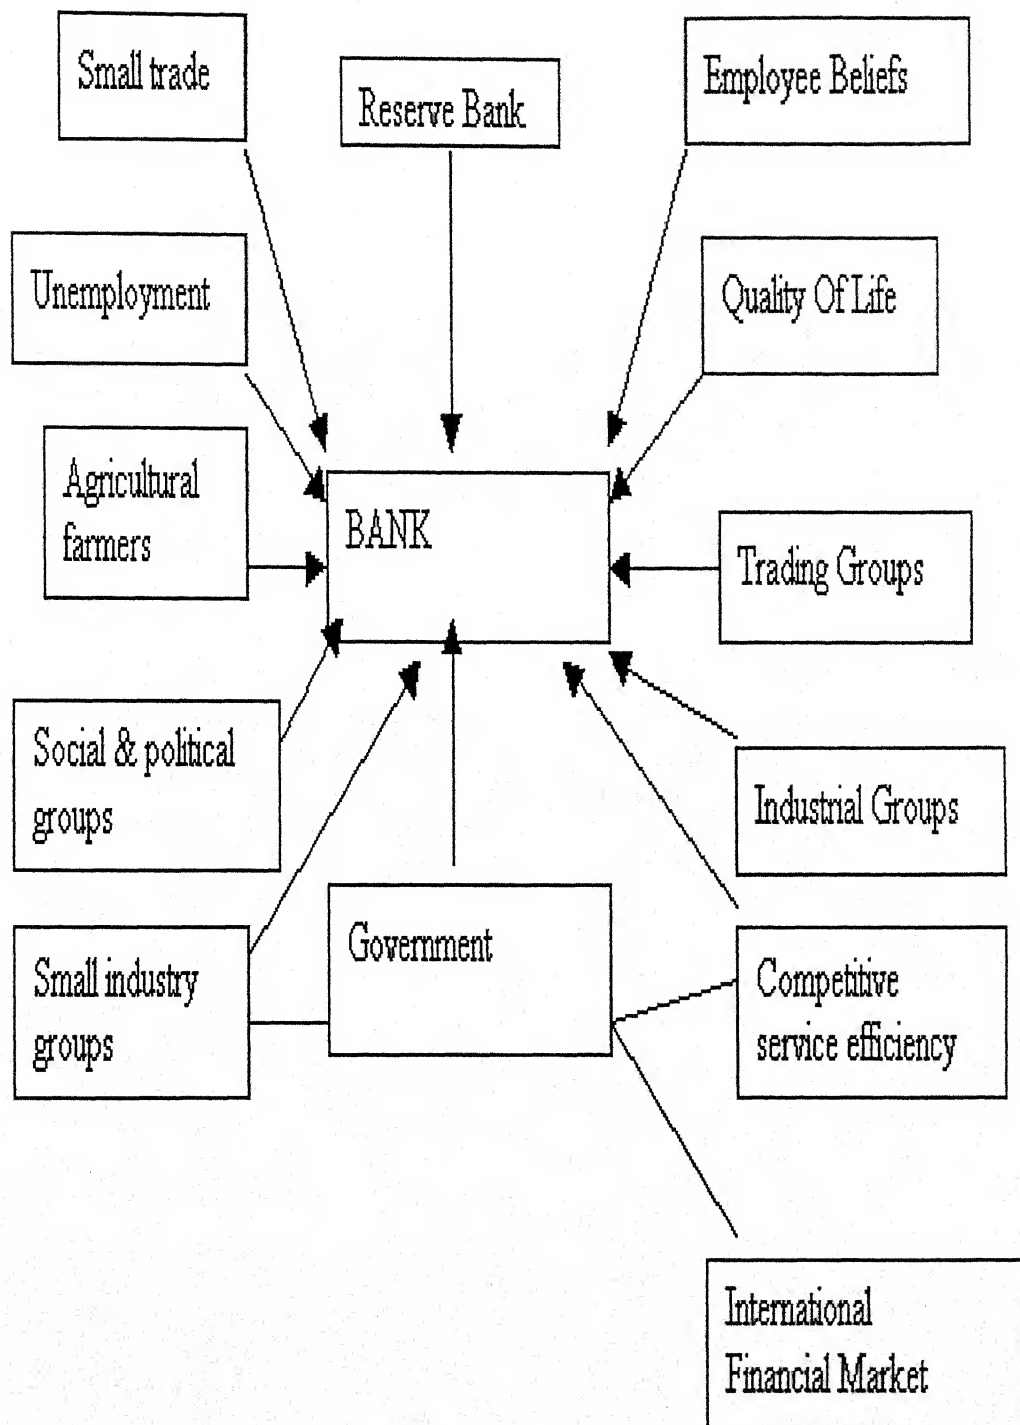 Small trade
Reserve Bank
Employee Beliefs
Unemployment
Quality Of Life
Agricultural
farmers
BANK
Trading Groups
Social & political
groups
Industrial Groups
Small industry
groups
Government
Competitive
service efficiency
International
Financial Market